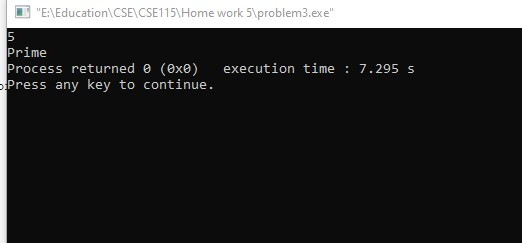 "E:\Education\CSE\CSE115\Home work 5\problem3.exe"
5
Prime
Process returned 0 (0x0)   execution time : 7.295 s
Press any key to continue.